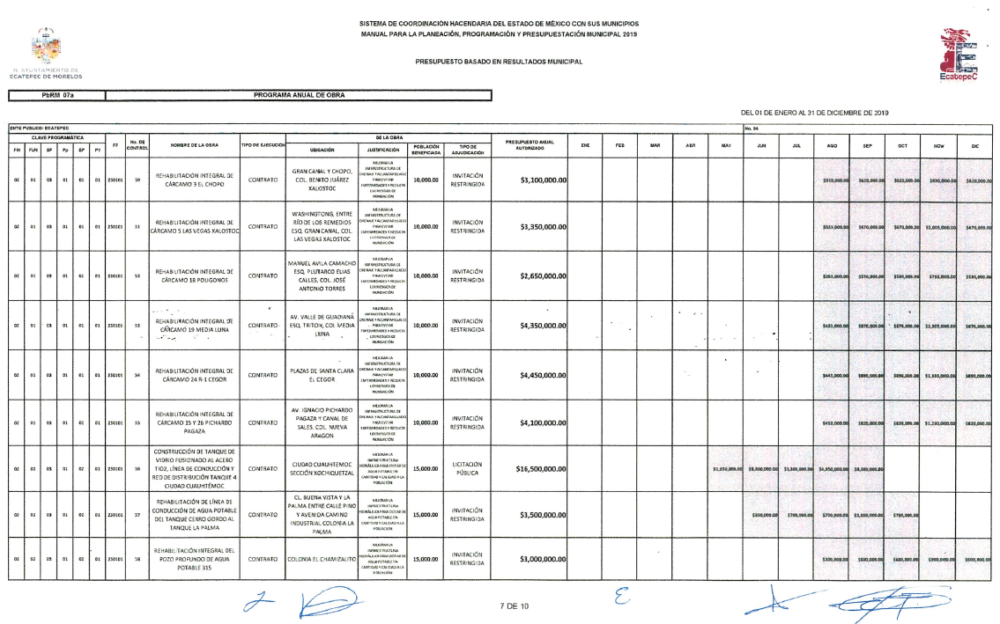 SISTEMA DE COORDINACIÓN HACENDARIA DEL ESTADO DE MÉXICO CON SUS MUNICIPIOS
MANUAL PARA LA PLANEACIÓN, PROGRAMACIÓN Y PRESUPUESTACIÓN MUNICIPAL 2019
PRESUPUESTO BASADO EN RESULTADOS MUNICIPAL
H. AYUNTAMIENTO DE
ECATEPEC DE MORELOS
EcatepeC
PbRM 07a PROGRAMA ANUAL DE OBRA
DEL 01 DE ENERO AL 31 DE DICIEMBRE DE 2019
ENTE PUBLICO: ECATEPEC No. 94
CLAVE PROGRAMÁTICA FF No. DE CONTROL NOMBRE DE LA OBRA TIPO DE EJECUCIÓN DE LA OBRA PRESUPUESTO ANUAL AUTORIZADO ENE FEB MAR ABR MAY JUN JUL AGO SEP OCT NOV DIC
FIN FUN SF Pp SP PY UBICACIÓN JUSTIFICACIÓN POBLACIÓN BENEFICIADA TIPO DE ADJUDICACIÓN
02 01 03 01 01 01 250101 50 REHABILITACIÓN INTEGRAL DE CÁRCAMO 3 EL CHOPO CONTRATO GRAN CANAL Y CHOPO, COL. BENITO JUÁREZ XALOSTOC MEJORAR LA INFRAESTRUCTURA DE DRENAJE Y ALCANTARILLADO PARA EVITAR ENFERMEDADES Y REDUCIR LOS RIESGOS DE INUNDACIÓN 10,000.00 INVITACIÓN RESTRINGIDA $3,100,000.00 $310,000.00 $620,000.00 $620,000.00 $930,000.00 $620,000.00
02 01 03 01 01 01 250101 51 REHABILITACIÓN INTEGRAL DE CÁRCAMO 5 LAS VEGAS XALOSTOC CONTRATO WASHINGTONG, ENTRE RÍO DE LOS REMEDIOS ESQ. GRAN CANAL, COL. LAS VEGAS XALOSTOC MEJORAR LA INFRAESTRUCTURA DE DRENAJE Y ALCANTARILLADO PARA EVITAR ENFERMEDADES Y REDUCIR LOS RIESGOS DE INUNDACIÓN 10,000.00 INVITACIÓN RESTRINGIDA $3,350,000.00 $335,000.00 $670,000.00 $670,000.00 $1,005,000.00 $670,000.00
02 01 03 01 01 01 250101 52 REHABILITACIÓN INTEGRAL DE CÁRCAMO 18 POLIGONOS CONTRATO MANUEL AVILA CAMACHO ESQ. PLUTARCO ELIAS CALLES, COL. JOSÉ ANTONIO TORRES MEJORAR LA INFRAESTRUCTURA DE DRENAJE Y ALCANTARILLADO PARA EVITAR ENFERMEDADES Y REDUCIR LOS RIESGOS DE INUNDACIÓN 10,000.00 INVITACIÓN RESTRINGIDA $2,650,000.00 $265,000.00 $530,000.00 $530,000.00 $795,000.00 $530,000.00
02 01 03 01 01 01 250101 53 REHABILITACIÓN INTEGRAL DE CÁRCAMO 19 MEDIA LUNA CONTRATO AV. VALLE DE GUADIANÁ ESQ. TRITON, COL MEDIA LUNA MEJORAR LA INFRAESTRUCTURA DE DRENAJE Y ALCANTARILLADO PARA EVITAR ENFERMEDADES Y REDUCIR LOS RIESGOS DE INUNDACIÓN 10,000.00 INVITACIÓN RESTRINGIDA $4,350,000.00 $435,000.00 $870,000.00 $870,000.00 $1,305,000.00 $870,000.00
02 01 03 01 01 01 250101 54 REHABILITACIÓN INTEGRAL DE CÁRCAMO 24 R-1 CEGOR CONTRATO PLAZAS DE SANTA CLARA EL CEGOR MEJORAR LA INFRAESTRUCTURA DE DRENAJE Y ALCANTARILLADO PARA EVITAR ENFERMEDADES Y REDUCIR LOS RIESGOS DE INUNDACIÓN 10,000.00 INVITACIÓN RESTRINGIDA $4,450,000.00 $445,000.00 $890,000.00 $890,000.00 $1,335,000.00 $890,000.00
02 01 03 01 01 01 250101 55 REHABILITACIÓN INTEGRAL DE CÁRCAMO 15 Y 26 PICHARDO PAGAZA CONTRATO AV. IGNACIO PICHARDO PAGAZA Y CANAL DE SALES, COL. NUEVA ARAGON MEJORAR LA INFRAESTRUCTURA DE DRENAJE Y ALCANTARILLADO PARA EVITAR ENFERMEDADES Y REDUCIR LOS RIESGOS DE INUNDACIÓN 10,000.00 INVITACIÓN RESTRINGIDA $4,100,000.00 $410,000.00 $820,000.00 $820,000.00 $1,230,000.00 $820,000.00
02 02 03 01 02 01 250101 56 CONSTRUCCIÓN DE TANQUE DE VIDRIO FUSIONADO AL ACERO TIO2, LÍNEA DE CONDUCCIÓN Y RED DE DISTRIBUCIÓN TANQUE 4 CIUDAD CUAUHTÉMOC CONTRATO CIUDAD CUAUHTEMOC SECCIÓN XOCHIQUETZAL MEJORAR LA INFRAESTRUCTURA HIDRÁULICA PARA DOTAR DE AGUA POTABLE EN CANTIDAD Y CALIDAD A LA POBLACIÓN 15,000.00 LICITACIÓN PÚBLICA $16,500,000.00 $1,650,000.00 $3,300,000.00 $3,300,000.00 $4,950,000.00 $3,300,000.00
02 02 03 01 02 01 250101 57 REHABILITACIÓN DE LÍNEA DE CONDUCCIÓN DE AGUA POTABLE DEL TANQUE CERRO GORDO AL TANQUE LA PALMA CONTRATO CL. BUENA VISTA Y LA PALMA ENTRE CALLE PINO Y AVENIDA CAMINO INDUSTRIAL COLONIA LA PALMA MEJORAR LA INFRAESTRUCTURA HIDRÁULICA PARA DOTAR DE AGUA POTABLE EN CANTIDAD Y CALIDAD A LA POBLACIÓN 15,000.00 INVITACIÓN RESTRINGIDA $3,500,000.00 $350,000.00 $700,000.00 $700,000.00 $1,050,000.00 $700,000.00
02 02 03 01 02 01 250101 58 REHABILITACIÓN INTEGRAL DEL POZO PROFUNDO DE AGUA POTABLE 315 CONTRATO COLONIA EL CHAMIZALITO MEJORAR LA INFRAESTRUCTURA HIDRÁULICA PARA DOTAR DE AGUA POTABLE EN CANTIDAD Y CALIDAD A LA POBLACIÓN 15,000.00 INVITACIÓN RESTRINGIDA $3,000,000.00 $300,000.00 $600,000.00 $600,000.00 $900,000.00 $600,000.00
7 DE 10